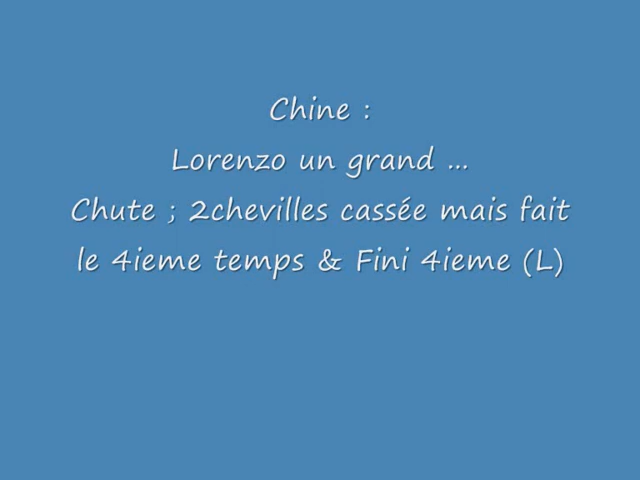 Chine :
Lorenzo un grand ...
Chute ; 2chevilles cassée mais fait
le 4ieme temps & Fini 4ieme (L)